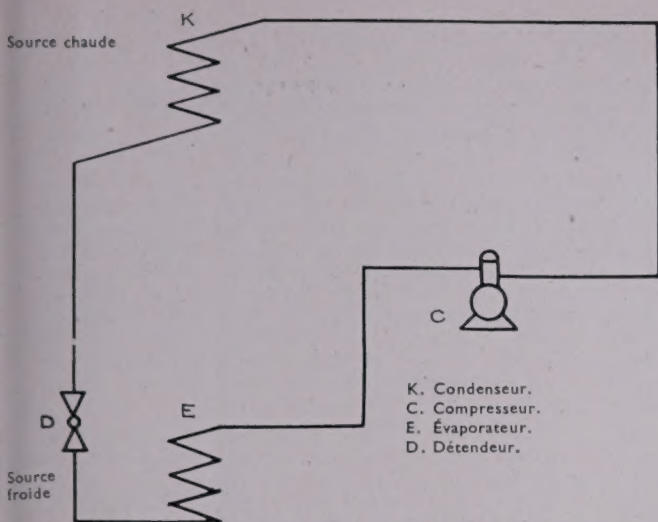 K
Source chaude
C
K. Condenseur.
C. Compresseur.
E. Évaporateur.
D. Détendeur.
D
E
Source
froide